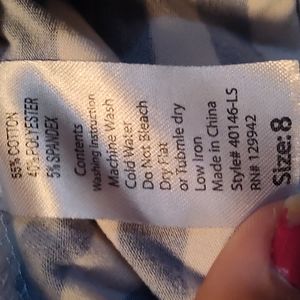 55% COTTON
40% POLYESTER
5% SPANDEX
Contents
Washing Instruction
Machine Wash
Cold Water
Do Not Bleach
Dry Flat
or Tubmle dry
Low Iron
Made in China
Style# 40146-LS
RN# 129942
Size: 8